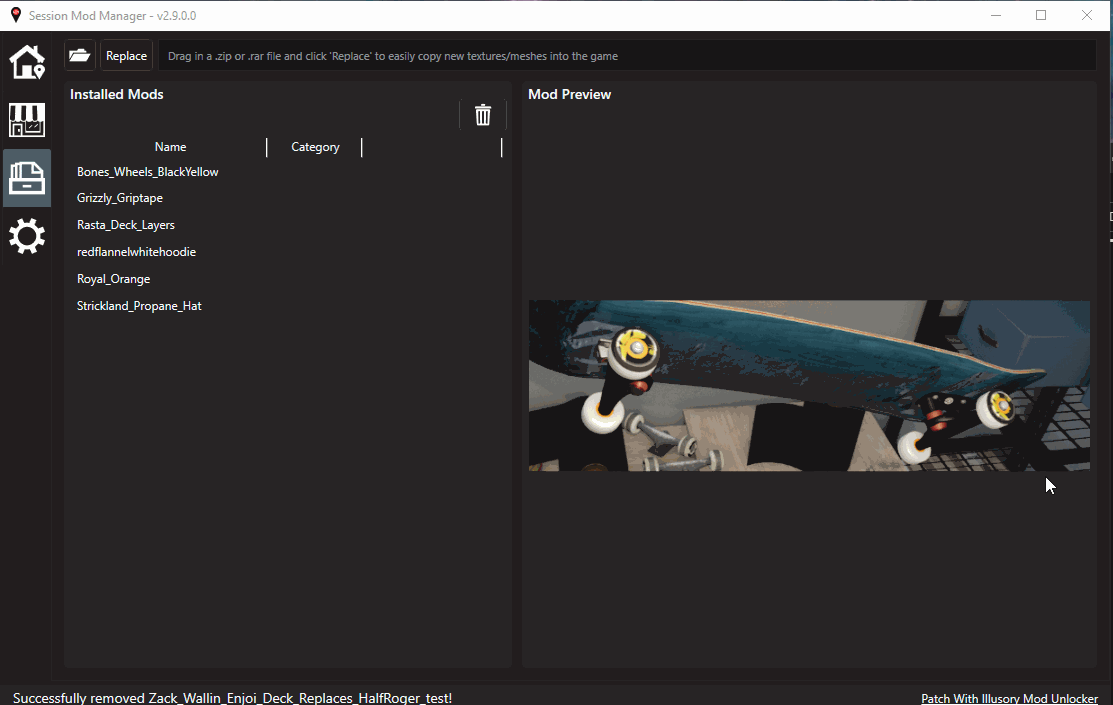 Session Mod Manager - v2.9.0.0
Replace
Drag in a .zip or .rar file and click 'Replace' to easily copy new textures/meshes into the game
Installed Mods
Mod Preview
Name Category
Bones_Wheels_BlackYellow
Grizzly_Griptape
Rasta_Deck_Layers
redflannelwhitehoodie
Royal_Orange
Strickland_Propane_Hat
Successfully removed Zack_Wallin_Enjoi_Deck_Replaces_HalfRoger_test!
Patch With Illusory Mod Unlocker